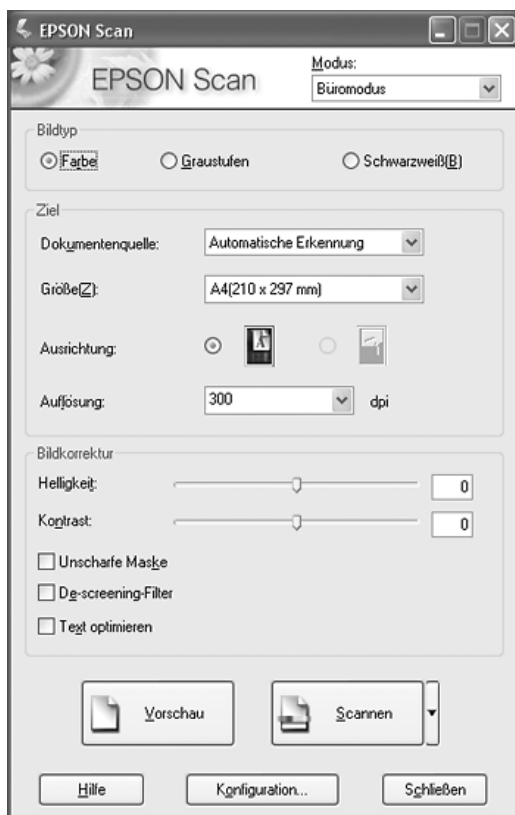 EPSON Scan
EPSON Scan
Modus:
Büromodus
Bildtyp
Farbe
Graustufen
Schwarzweiß(B)
Ziel
Dokumentenquelle:
Automatische Erkennung
Größe(Z):
A4(210 x 297 mm)
Ausrichtung:
Auflösung:
300
dpi
Bildkorrektur
Helligkeit:
0
Kontrast:
0
Unscharfe Maske
De-screening-Filter
Text optimieren
Vorschau
Scannen
Hilfe
Konfiguration...
Schließen